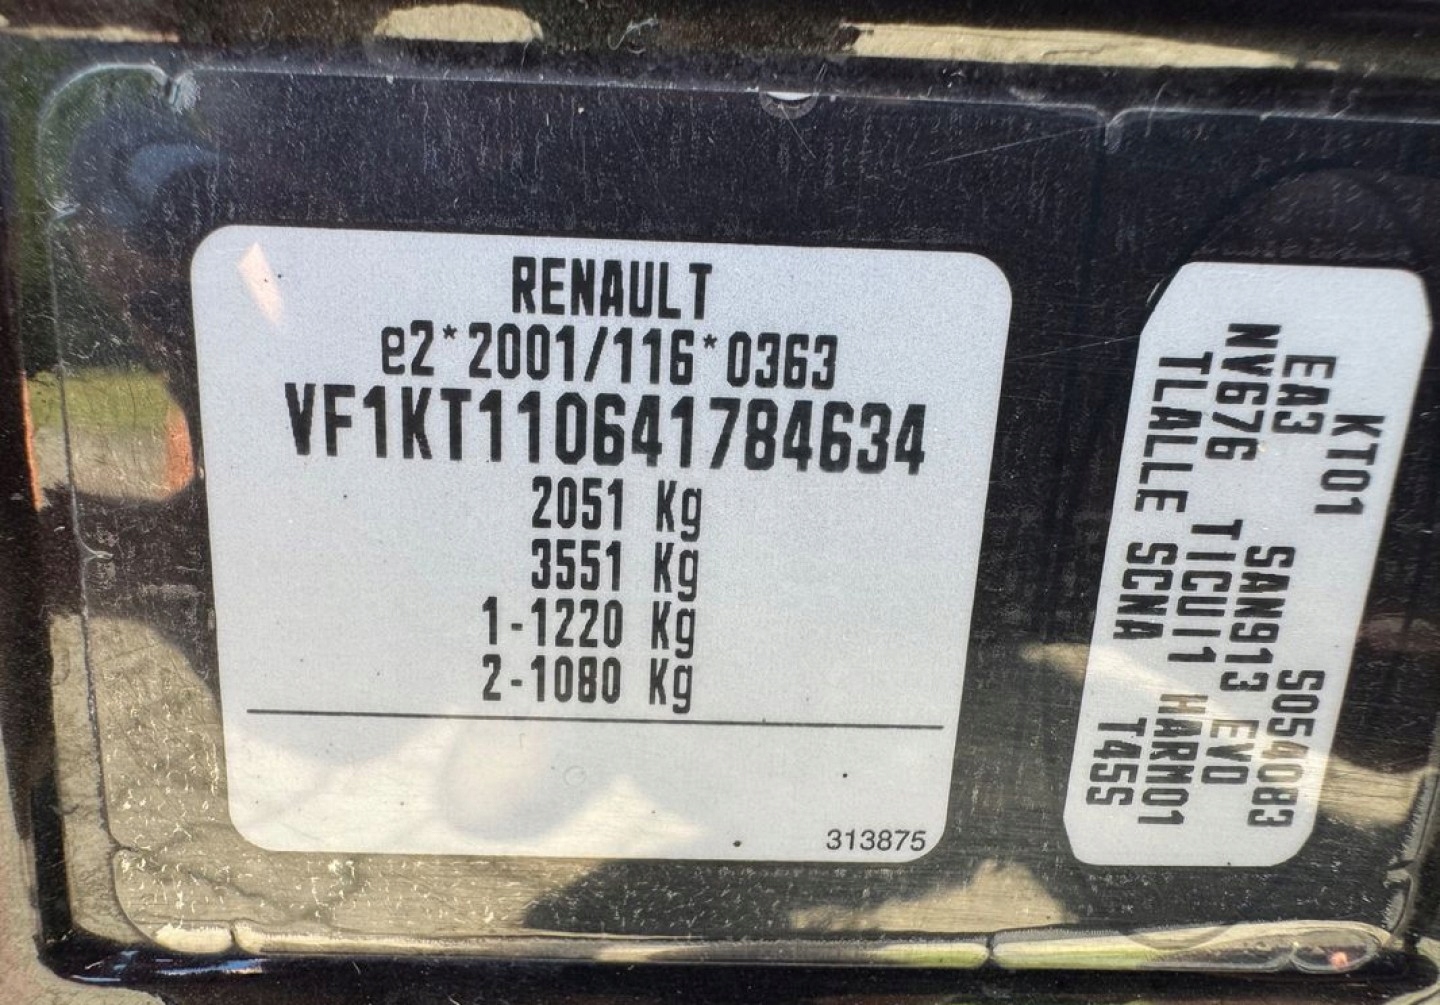 RENAULT
e2*2001/116*0363
VF1KT110641784634
2051 Kg
3551 Kg
1-1220 Kg
2-1080 Kg
313875
KT01
EA3 SAN913 S054083
NV676 TICUI1 EVO
TLALLE SCNA HARM01
T45S